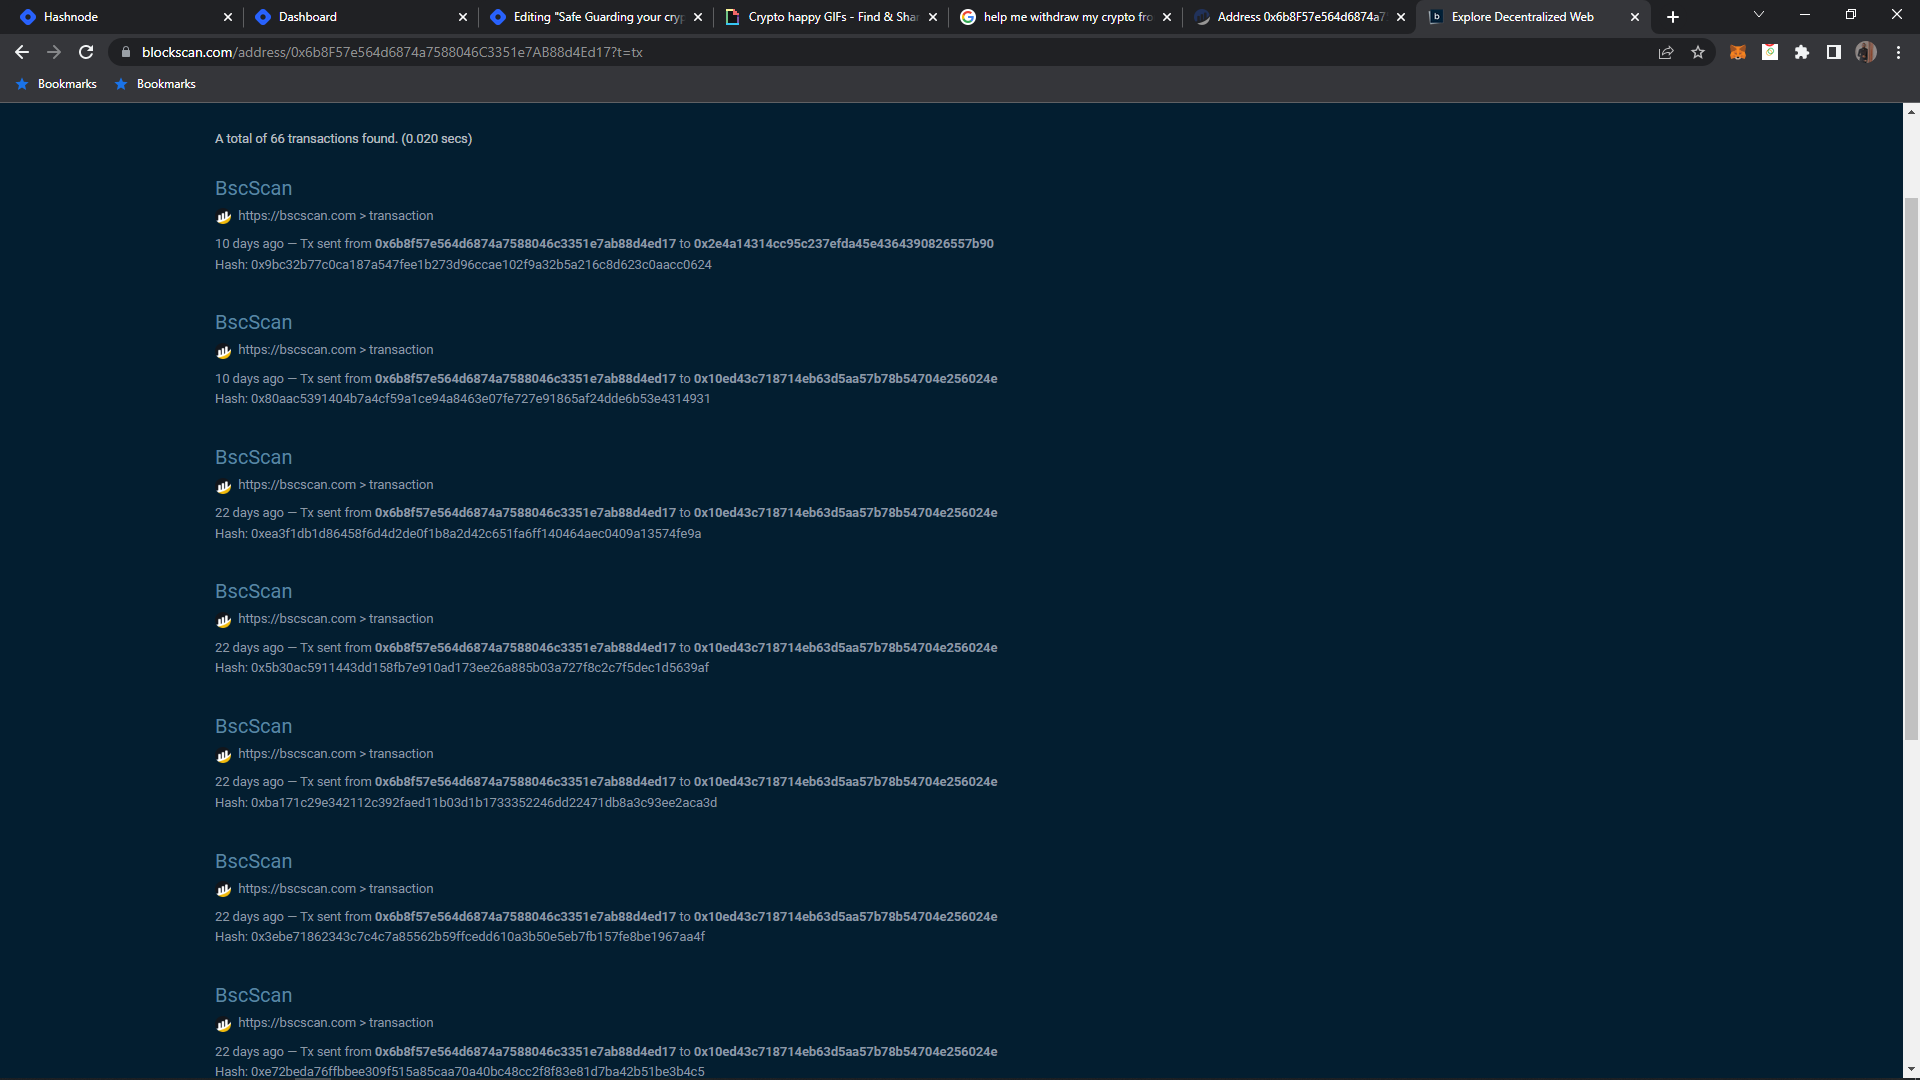 Hashnode
Dashboard
Editing "Safe Guarding your cryp
Crypto happy GIFs - Find & Shar
help me withdraw my crypto fro
Address 0x6b8F57e564d6874a7
Explore Decentralized Web
blockscan.com/address/0x6b8F57e564d6874a7588046C3351e7AB88d4Ed17?t=tx
Bookmarks
Bookmarks
A total of 66 transactions found. (0.020 secs)
BscScan
https://bscscan.com > transaction
10 days ago — Tx sent from 0x6b8f57e564d6874a7588046c3351e7ab88d4ed17 to 0x2e4a14314cc95c237efda45e4364390826557b90
Hash: 0x9bc32b77c0ca187a547fee1b273d96ccae102f9a32b5a216c8d623c0aacc0624
BscScan
https://bscscan.com > transaction
10 days ago — Tx sent from 0x6b8f57e564d6874a7588046c3351e7ab88d4ed17 to 0x10ed43c718714eb63d5aa57b78b54704e256024e
Hash: 0x80aac5391404b7a4cf59a1ce94a8463e07fe727e91865af24dde6b53e4314931
BscScan
https://bscscan.com > transaction
22 days ago — Tx sent from 0x6b8f57e564d6874a7588046c3351e7ab88d4ed17 to 0x10ed43c718714eb63d5aa57b78b54704e256024e
Hash: 0xea3f1db1d86458f6d4d2de0f1b8a2d42c651fa6ff140464aec0409a13574fe9a
BscScan
https://bscscan.com > transaction
22 days ago — Tx sent from 0x6b8f57e564d6874a7588046c3351e7ab88d4ed17 to 0x10ed43c718714eb63d5aa57b78b54704e256024e
Hash: 0x5b30ac5911443dd158fb7e910ad173ee26a885b03a727f8c2c7f5dec1d5639af
BscScan
https://bscscan.com > transaction
22 days ago — Tx sent from 0x6b8f57e564d6874a7588046c3351e7ab88d4ed17 to 0x10ed43c718714eb63d5aa57b78b54704e256024e
Hash: 0xba171c29e342112c392faed11b03d1b1733352246dd22471db8a3c93ee2aca3d
BscScan
https://bscscan.com > transaction
22 days ago — Tx sent from 0x6b8f57e564d6874a7588046c3351e7ab88d4ed17 to 0x10ed43c718714eb63d5aa57b78b54704e256024e
Hash: 0x3ebe71862343c7c4c7a85562b59ffcedd610a3b50e5eb7fb157fe8be1967aa4f
BscScan
https://bscscan.com > transaction
22 days ago — Tx sent from 0x6b8f57e564d6874a7588046c3351e7ab88d4ed17 to 0x10ed43c718714eb63d5aa57b78b54704e256024e
Hash: 0xe72beda76ffbbee309f515a85caa70a40bc48cc2f8f83e81d7ba42b51be3b4c5